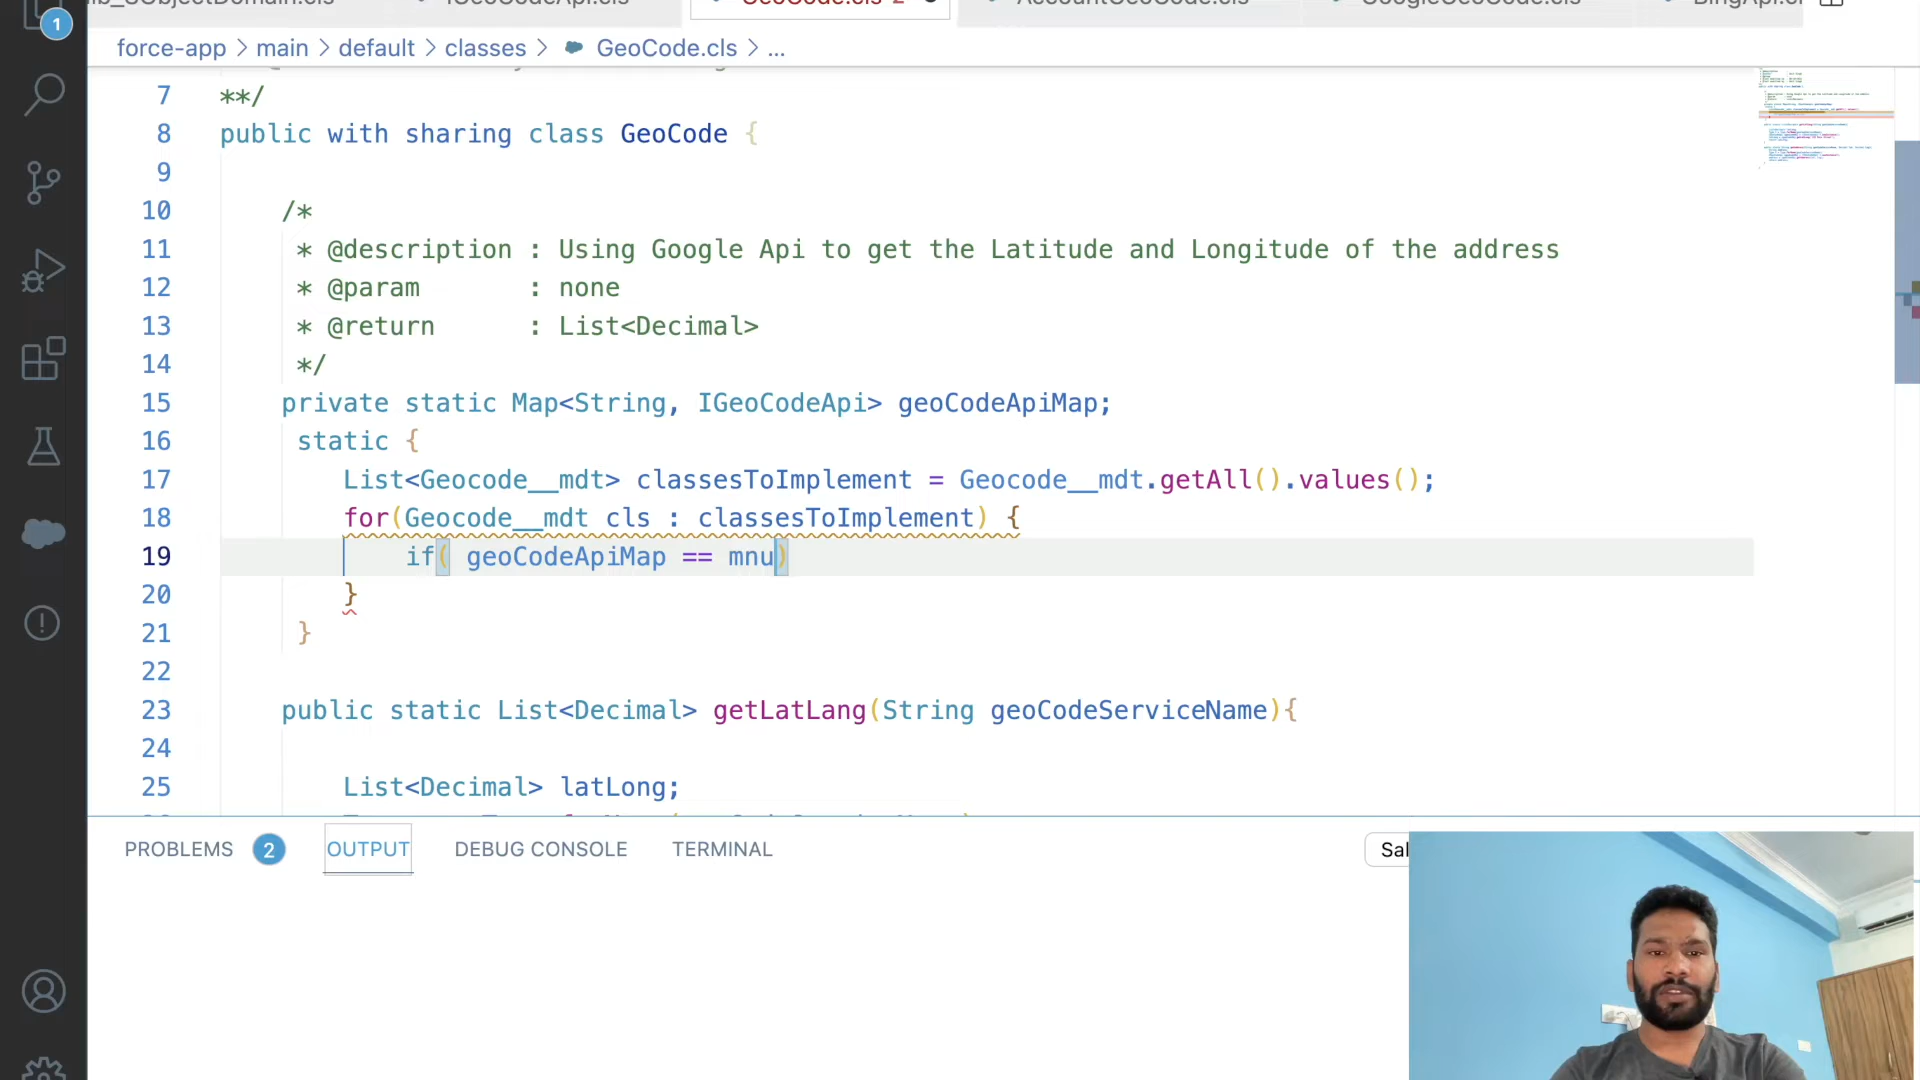 1
GeoCode.cls 2
force-app > main > default > classes > GeoCode.cls > ...
7 **/
8 public with sharing class GeoCode {
9
10 /*
11 * @description : Using Google Api to get the Latitude and Longitude of the address
12 * @param : none
13 * @return : List<Decimal>
14 */
15 private static Map<String, IGeoCodeApi> geoCodeApiMap;
16 static {
17 List<Geocode__mdt> classesToImplement = Geocode__mdt.getAll().values();
18 for(Geocode__mdt cls : classesToImplement) {
19 if( geoCodeApiMap == mnu)
20 }
21 }
22
23 public static List<Decimal> getLatLang(String geoCodeServiceName){
24
25 List<Decimal> latLong;
PROBLEMS 2 OUTPUT DEBUG CONSOLE TERMINAL Sal